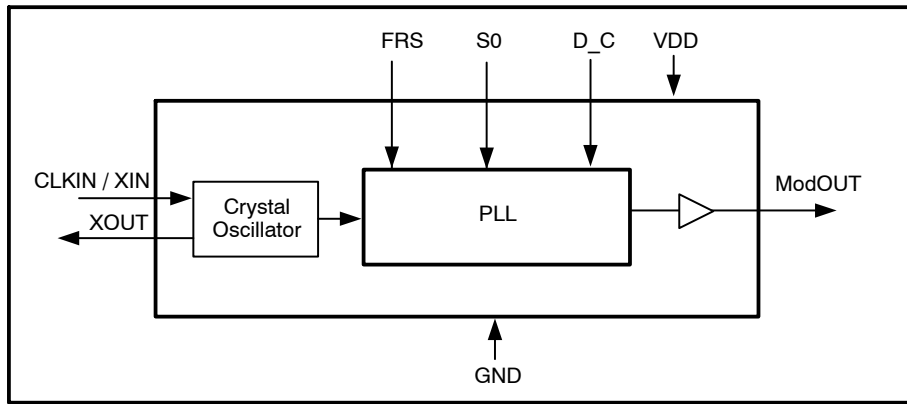 FRS
S0
D_C
VDD
CLKIN / XIN
XOUT
Crystal
Oscillator
PLL
ModOUT
GND